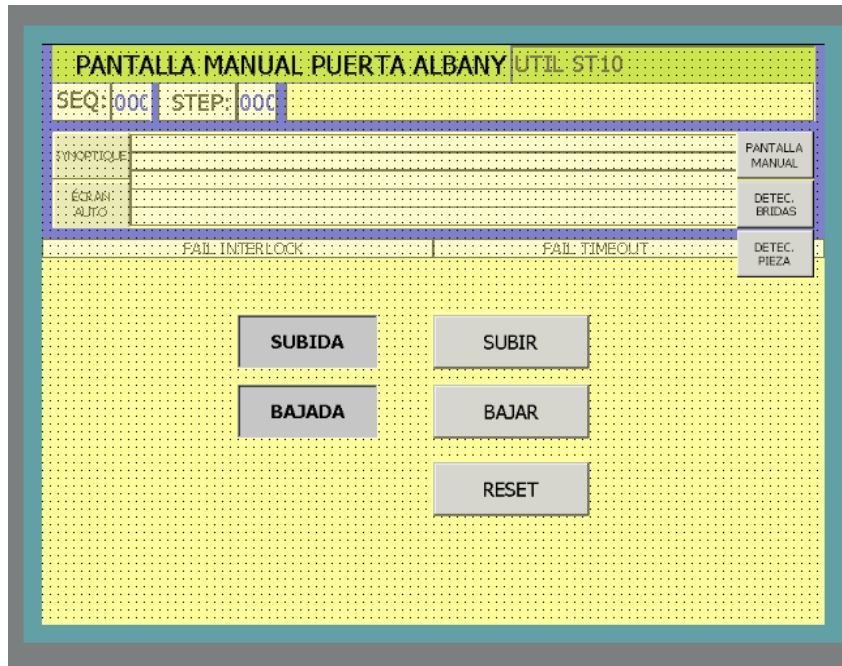 PANTALLA MANUAL PUERTA ALBANY UTIL ST10
SEQ: 000 STEP: 000
SYNOPTIQUE
PANTALLA
MANUAL
ÉCRAN
AUTO
DETEC.
BRIDAS
FAIL INTERLOCK FAIL TIMEOUT
DETEC.
PIEZA
SUBIDA SUBIR
BAJADA BAJAR
RESET